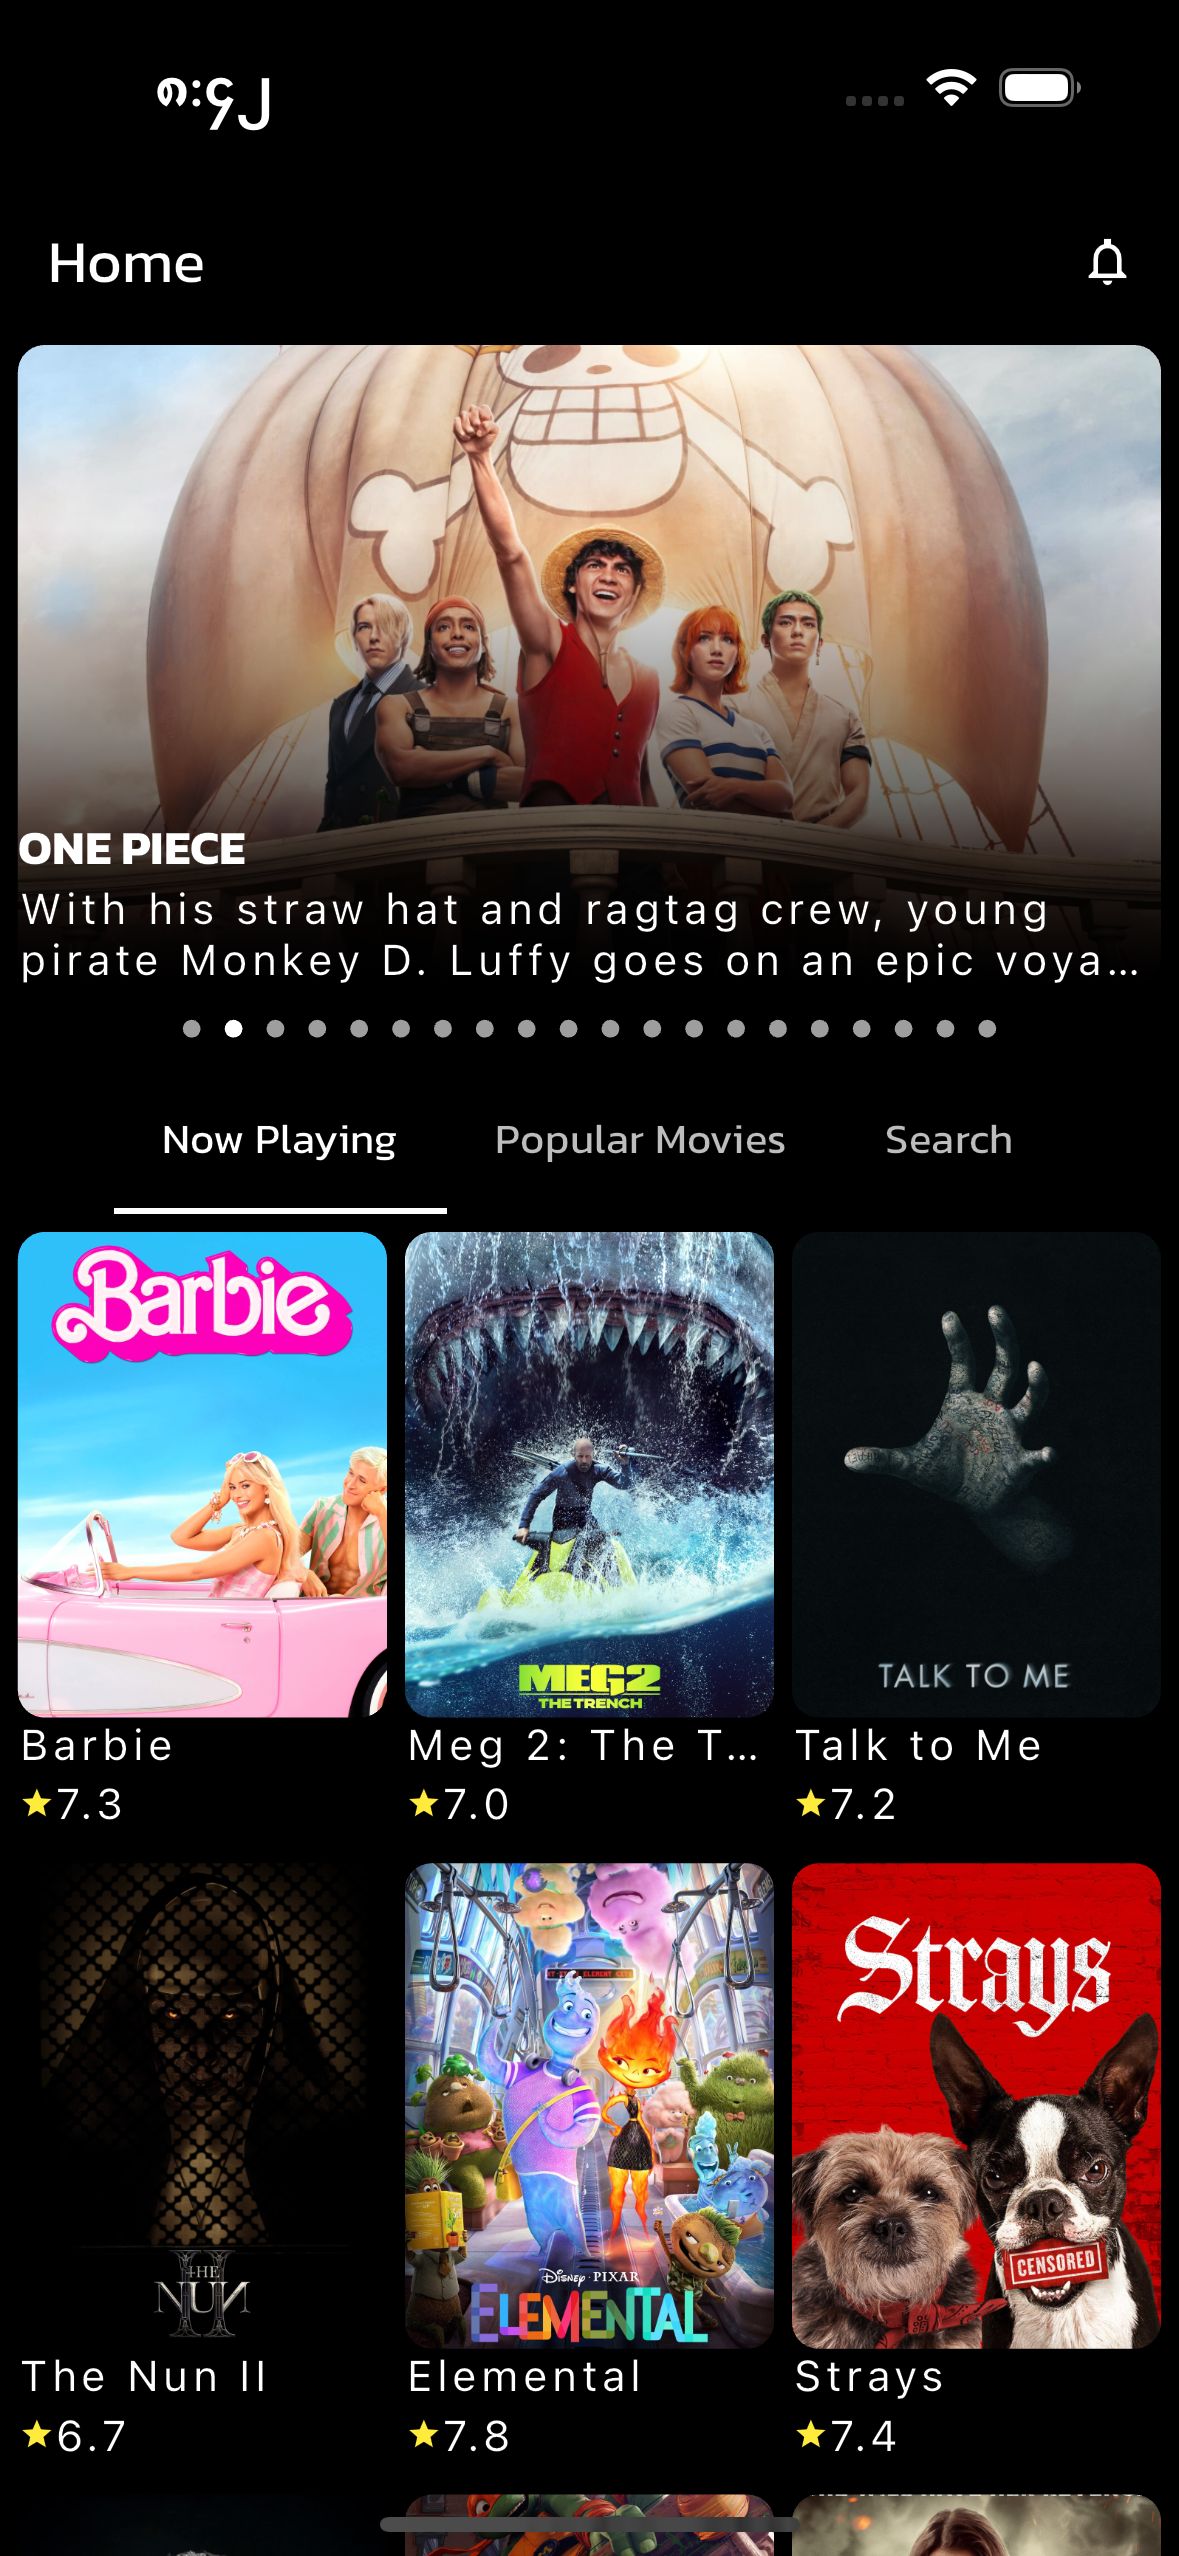 ၈:၄၂
Home
ONE PIECE
With his straw hat and ragtag crew, young
pirate Monkey D. Luffy goes on an epic voya...
Now Playing
Popular Movies
Search
Barbie
MEG2
THE TRENCH
TALK TO ME
Barbie
Meg 2: The T...
Talk to Me
7.3
7.0
7.2
THE
NUN
II
Disney · PIXAR
ELEMENTAL
Strays
CENSORED
The Nun II
Elemental
Strays
6.7
7.8
7.4